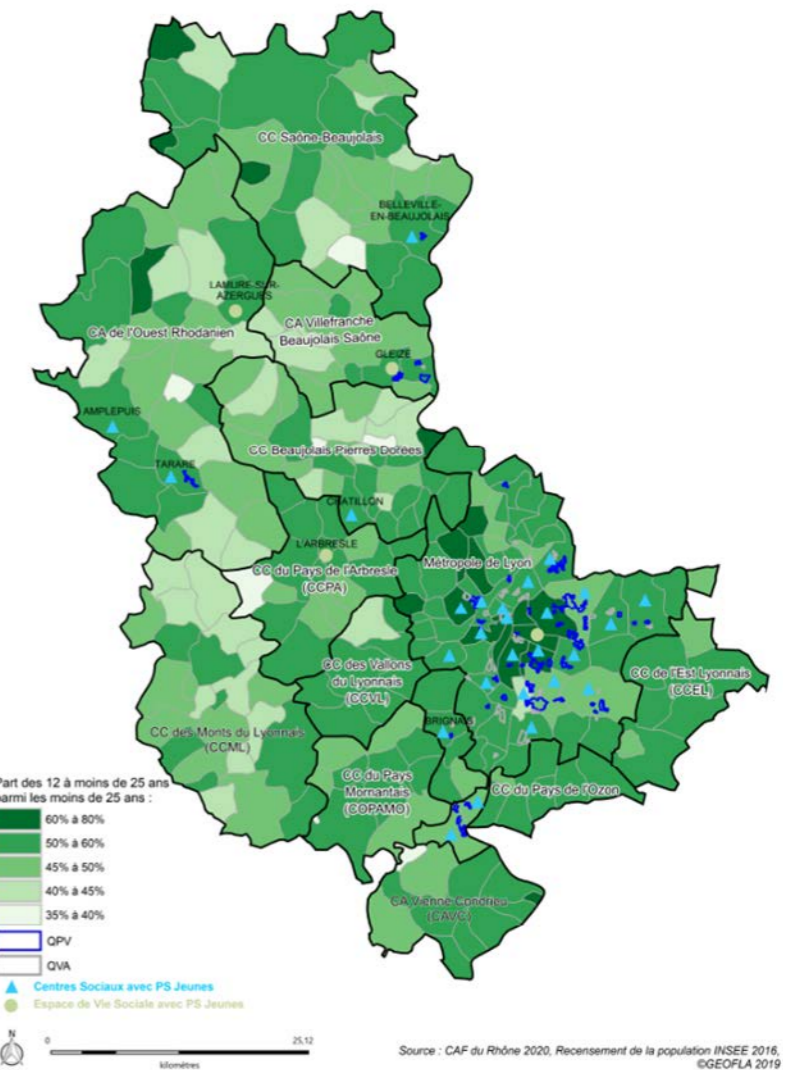 CC Saône-Beaujolais
BELLEVILLE-
EN-BEAUJOLAIS
LAMURE-SUR-
AZERGUES
CA de l'Ouest Rhodanien
CA Villefranche
Beaujolais Saône
GLEIZE
AMPLEPUIS
CC Beaujolais Pierres Dorées
TARARE
CHATILLON
L'ARBRESLE
CC du Pays de l'Arbresle
(CCPA)
Métropole de Lyon
CC des Vallons
du Lyonnais
(CCVL)
CC de l'Est Lyonnais
(CCEL)
CC des Monts du Lyonnais
(CCML)
BRIGNAIS
CC du Pays
Mornantais
(COPAMO)
CC du Pays de l'Ozon
CA Vienne Condrieu
(CAVC)
Part des 12 à moins de 25 ans
parmi les moins de 25 ans :
60% à 80%
50% à 60%
45% à 50%
40% à 45%
35% à 40%
QPV
QVA
Centres Sociaux avec PS Jeunes
Espace de Vie Sociale avec PS Jeunes
N
0 25,12
kilomètres
Source : CAF du Rhône 2020, Recensement de la population INSEE 2016,
©GEOFLA 2019